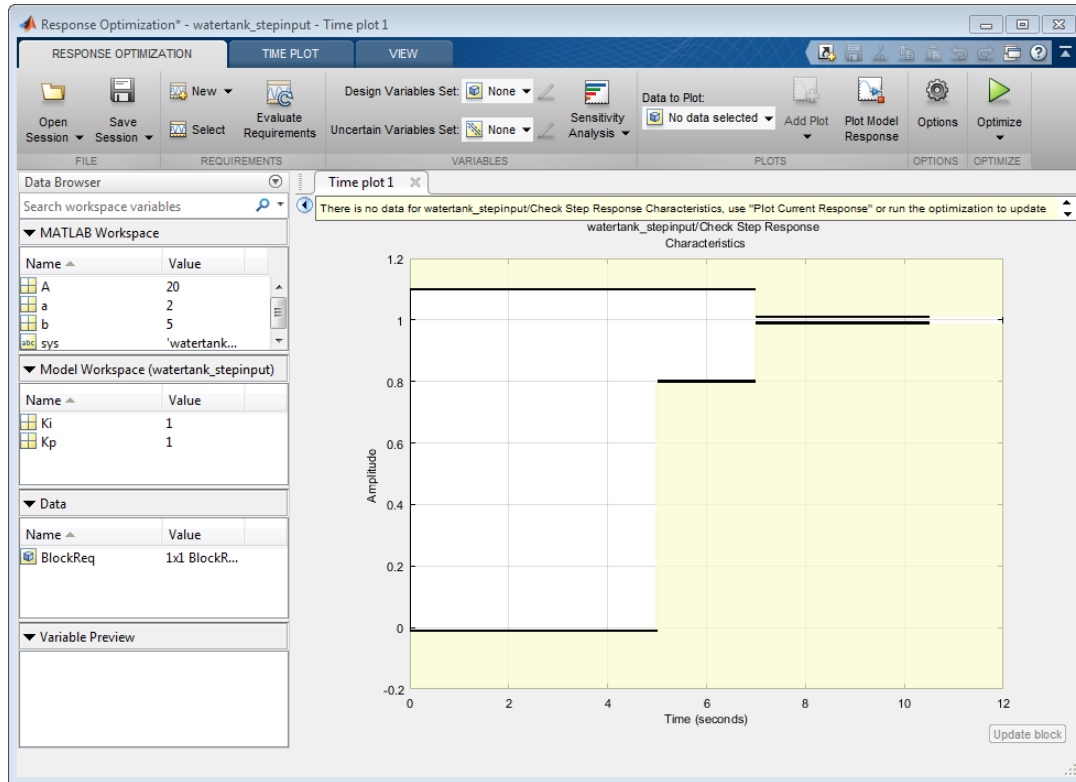 Response Optimization* - watertank_stepinput - Time plot 1
RESPONSE OPTIMIZATION TIME PLOT VIEW
Open Session
Save Session
FILE
New
Select
Evaluate Requirements
REQUIREMENTS
Design Variables Set: None
Uncertain Variables Set: None
Sensitivity Analysis
VARIABLES
Data to Plot:
No data selected
Add Plot
Plot Model Response
PLOTS
Options
OPTIONS
Optimize
OPTIMIZE
Data Browser
Search workspace variables
MATLAB Workspace
Name Value
A 20
a 2
b 5
abc sys 'watertank...
Model Workspace (watertank_stepinput)
Name Value
Ki 1
Kp 1
Data
Name Value
BlockReq 1x1 BlockR...
Variable Preview
Time plot 1
There is no data for watertank_stepinput/Check Step Response Characteristics, use "Plot Current Response" or run the optimization to update
watertank_stepinput/Check Step Response
Characteristics
1.2
1
0.8
0.6
0.4
0.2
0
-0.2
Amplitude
0 2 4 6 8 10 12
Time (seconds)
Update block